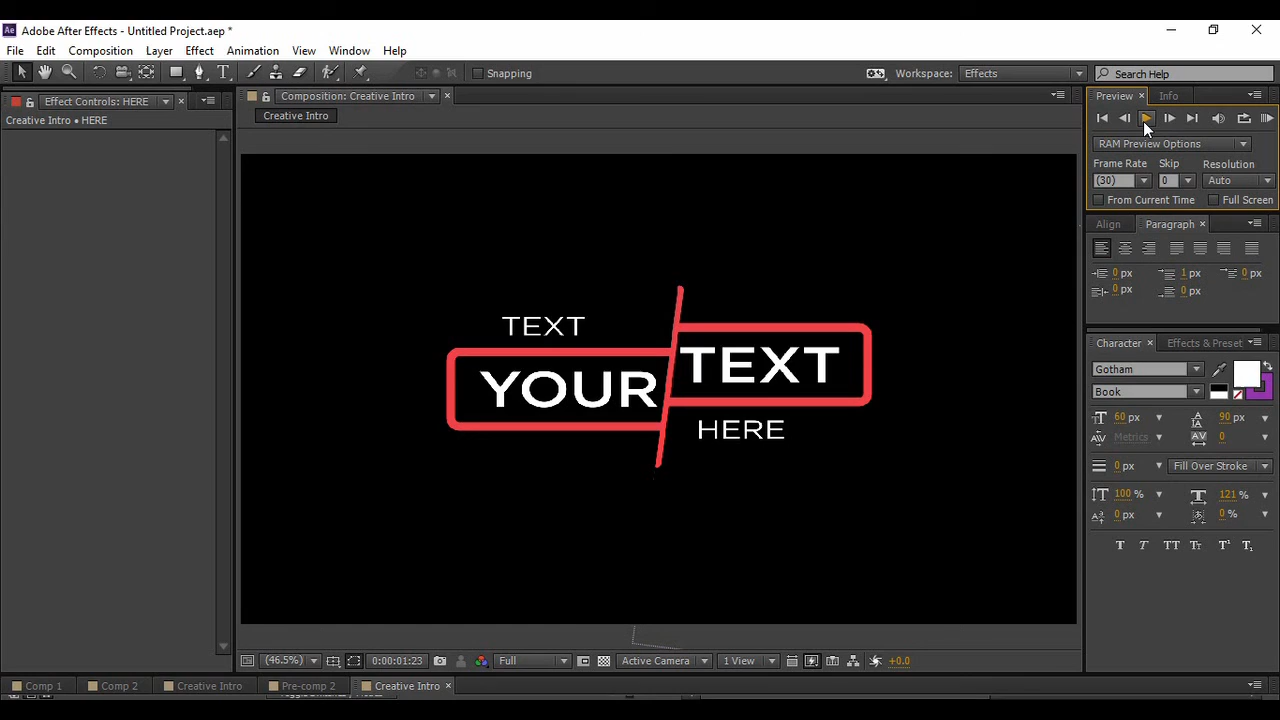 Ae Adobe After Effects - Untitled Project.aep *
File Edit Composition Layer Effect Animation View Window Help
T Snapping Workspace: Effects Search Help
Effect Controls: HERE Composition: Creative Intro Preview Info
Creative Intro • HERE Creative Intro
RAM Preview Options
Frame Rate Skip Resolution
(30) 0 Auto
From Current Time Full Screen
Align Paragraph
0 px 1 px 0 px
0 px 0 px
TEXT
YOUR TEXT
HERE
Character Effects & Preset
Gotham
Book
60 px 90 px
Metrics 0
0 px Fill Over Stroke
100 % 121 %
0 px 0 %
T T TT Tt T¹ T₁
(46.5%) 0:00:01:23 Full Active Camera 1 View +0.0
Comp 1 Comp 2 Creative Intro Pre-comp 2 Creative Intro